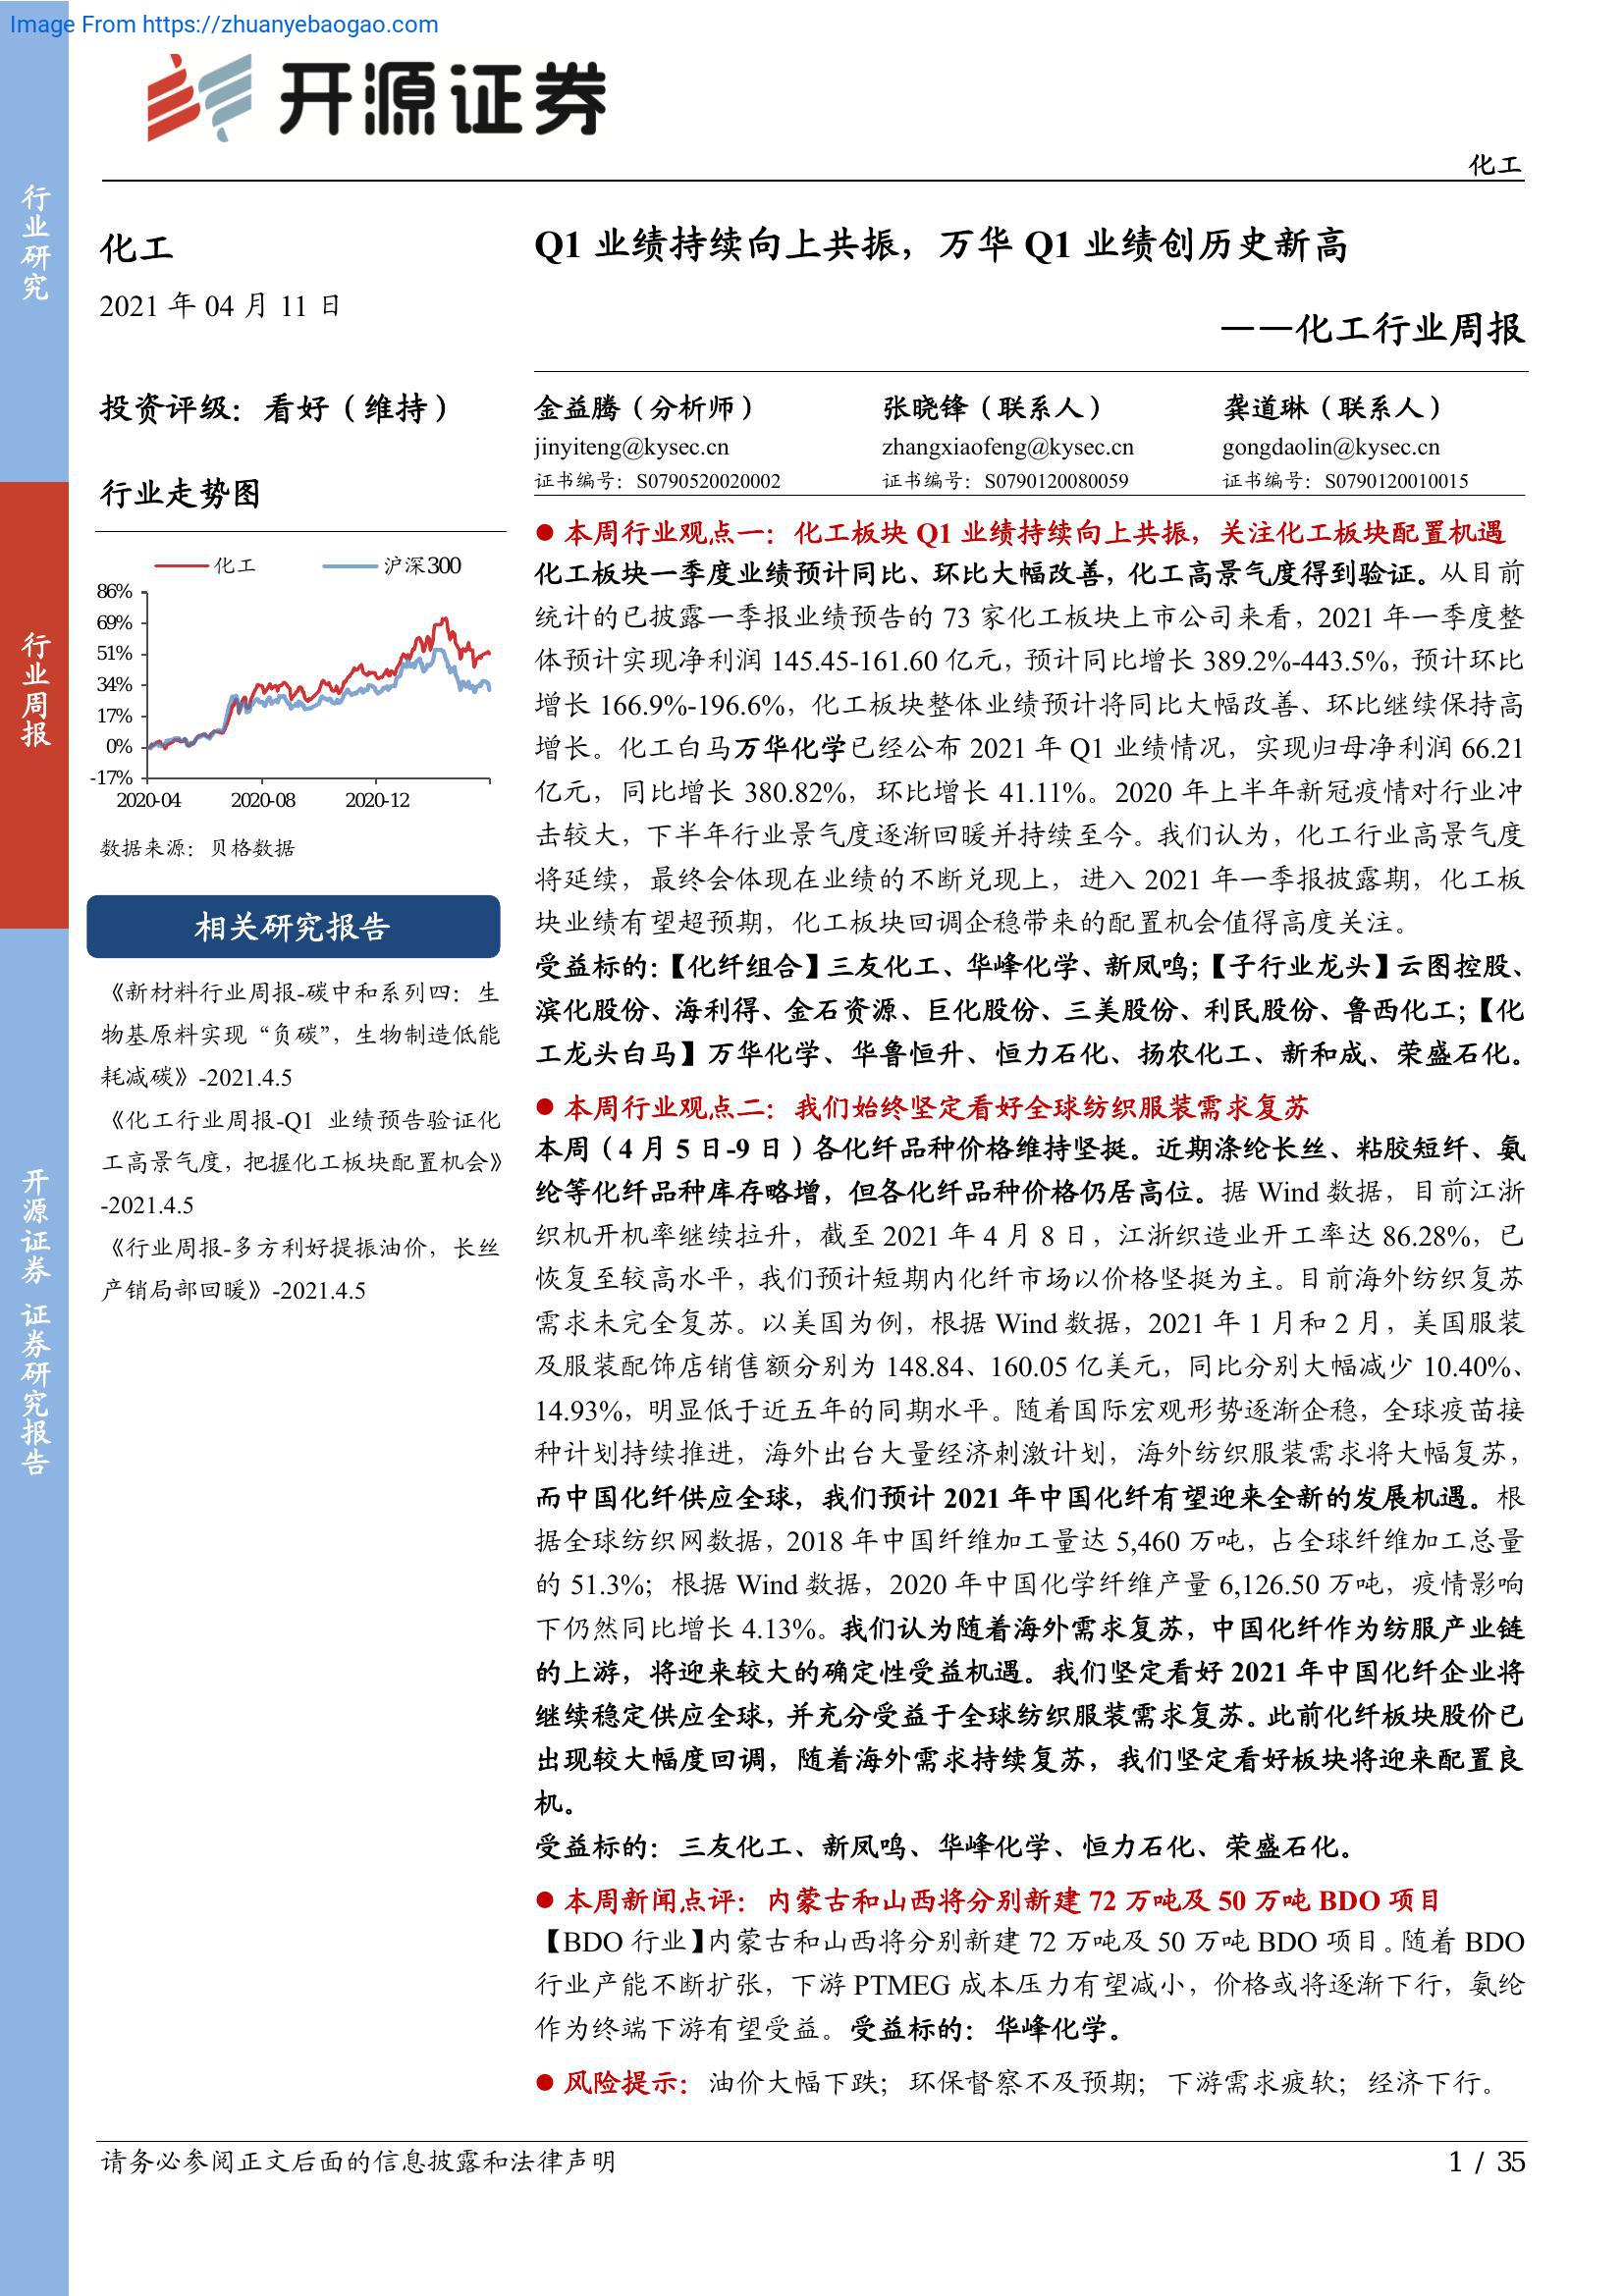 Image From https://zhuanyebaogao.com
开源证券
化工
行业研究
行业周报
开源证券 证券研究报告
化工
2021 年 04 月 11 日
投资评级：看好（维持）
行业走势图
化工 沪深300
86%
69%
51%
34%
17%
0%
-17%
2020-04 2020-08 2020-12
数据来源：贝格数据
相关研究报告
《新材料行业周报-碳中和系列四：生
物基原料实现“负碳”，生物制造低能
耗减碳》-2021.4.5
《化工行业周报-Q1 业绩预告验证化
工高景气度，把握化工板块配置机会》
-2021.4.5
《行业周报-多方利好提振油价，长丝
产销局部回暖》-2021.4.5
Q1 业绩持续向上共振，万华 Q1 业绩创历史新高
——化工行业周报
金益腾（分析师） 张晓锋（联系人） 龚道琳（联系人）
jinyiteng@kysec.cn zhangxiaofeng@kysec.cn gongdaolin@kysec.cn
证书编号：S0790520020002 证书编号：S0790120080059 证书编号：S0790120010015
● 本周行业观点一：化工板块 Q1 业绩持续向上共振，关注化工板块配置机遇
化工板块一季度业绩预计同比、环比大幅改善，化工高景气度得到验证。从目前
统计的已披露一季报业绩预告的 73 家化工板块上市公司来看，2021 年一季度整
体预计实现净利润 145.45-161.60 亿元，预计同比增长 389.2%-443.5%，预计环比
增长 166.9%-196.6%，化工板块整体业绩预计将同比大幅改善、环比继续保持高
增长。化工白马万华化学已经公布 2021 年 Q1 业绩情况，实现归母净利润 66.21
亿元，同比增长 380.82%，环比增长 41.11%。2020 年上半年新冠疫情对行业冲
击较大，下半年行业景气度逐渐回暖并持续至今。我们认为，化工行业高景气度
将延续，最终会体现在业绩的不断兑现上，进入 2021 年一季报披露期，化工板
块业绩有望超预期，化工板块回调企稳带来的配置机会值得高度关注。
受益标的：【化纤组合】三友化工、华峰化学、新凤鸣；【子行业龙头】云图控股、
滨化股份、海利得、金石资源、巨化股份、三美股份、利民股份、鲁西化工；【化
工龙头白马】万华化学、华鲁恒升、恒力石化、扬农化工、新和成、荣盛石化。
● 本周行业观点二：我们始终坚定看好全球纺织服装需求复苏
本周（4 月 5 日-9 日）各化纤品种价格维持坚挺。近期涤纶长丝、粘胶短纤、氨
纶等化纤品种库存略增，但各化纤品种价格仍居高位。据 Wind 数据，目前江浙
织机开机率继续拉升，截至 2021 年 4 月 8 日，江浙织造业开工率达 86.28%，已
恢复至较高水平，我们预计短期内化纤市场以价格坚挺为主。目前海外纺织复苏
需求未完全复苏。以美国为例，根据 Wind 数据，2021 年 1 月和 2 月，美国服装
及服装配饰店销售额分别为 148.84、160.05 亿美元，同比分别大幅减少 10.40%、
14.93%，明显低于近五年的同期水平。随着国际宏观形势逐渐企稳，全球疫苗接
种计划持续推进，海外出台大量经济刺激计划，海外纺织服装需求将大幅复苏，
而中国化纤供应全球，我们预计 2021 年中国化纤有望迎来全新的发展机遇。根
据全球纺织网数据，2018 年中国纤维加工量达 5,460 万吨，占全球纤维加工总量
的 51.3%；根据 Wind 数据，2020 年中国化学纤维产量 6,126.50 万吨，疫情影响
下仍然同比增长 4.13%。我们认为随着海外需求复苏，中国化纤作为纺服产业链
的上游，将迎来较大的确定性受益机遇。我们坚定看好 2021 年中国化纤企业将
继续稳定供应全球，并充分受益于全球纺织服装需求复苏。此前化纤板块股价已
出现较大幅度回调，随着海外需求持续复苏，我们坚定看好板块将迎来配置良
机。
受益标的：三友化工、新凤鸣、华峰化学、恒力石化、荣盛石化。
● 本周新闻点评：内蒙古和山西将分别新建 72 万吨及 50 万吨 BDO 项目
【BDO 行业】内蒙古和山西将分别新建 72 万吨及 50 万吨 BDO 项目。随着 BDO
行业产能不断扩张，下游 PTMEG 成本压力有望减小，价格或将逐渐下行，氨纶
作为终端下游有望受益。受益标的：华峰化学。
● 风险提示：油价大幅下跌；环保督察不及预期；下游需求疲软；经济下行。
请务必参阅正文后面的信息披露和法律声明 1 / 35